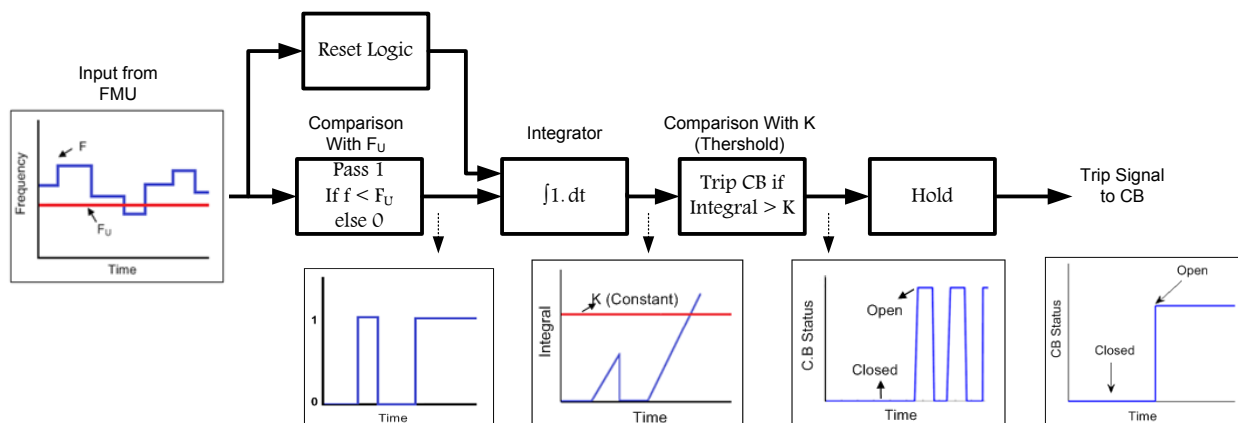 Reset Logic
Input from
FMU
Frequency
F
F_U
Time
Comparison
With F_U
Pass 1
If f < F_U
else 0
Integrator
∫1. dt
Comparison With K
(Thershold)
Trip CB if
Integral > K
Hold
Trip Signal
to CB
1
0
Time
Integral
K (Constant)
Time
C.B Status
Open
Closed
Time
CB Status
Open
Closed
Time